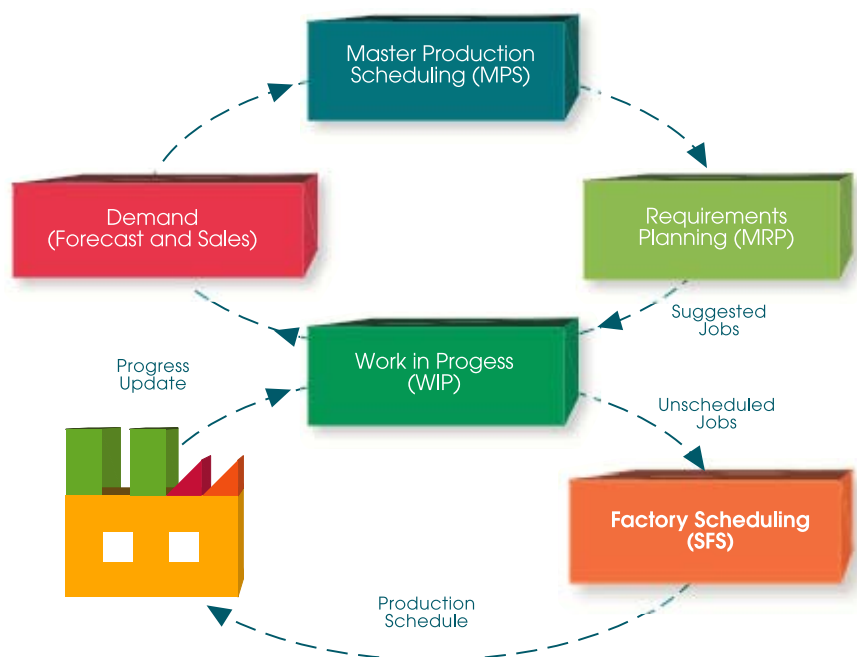 Master Production
Scheduling (MPS)
Demand
(Forecast and Sales)
Requirements
Planning (MRP)
Suggested
Jobs
Work in Progess
(WIP)
Progress
Update
Unscheduled
Jobs
Factory Scheduling
(SFS)
Production
Schedule